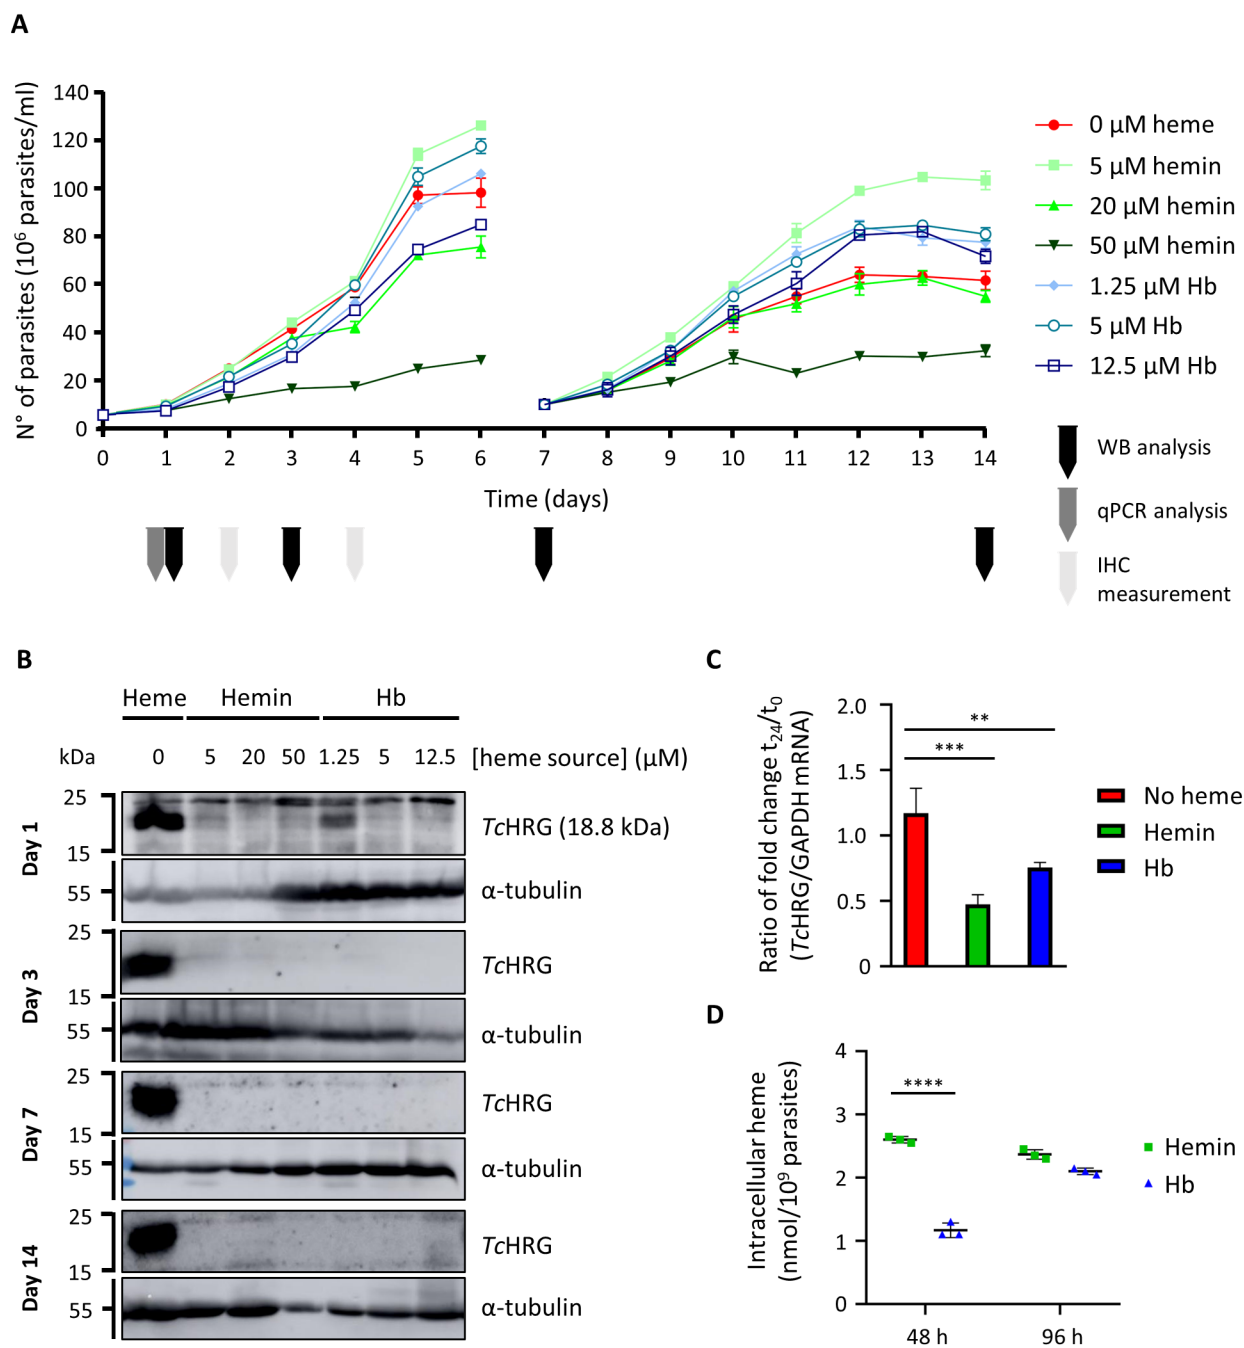 A
N° of parasites (10⁶ parasites/ml)
140
120
100
80
60
40
20
0
0 1 2 3 4 5 6 7 8 9 10 11 12 13 14
Time (days)
0 µM heme
5 µM hemin
20 µM hemin
50 µM hemin
1.25 µM Hb
5 µM Hb
12.5 µM Hb
WB analysis
qPCR analysis
IHC
measurement
B
Heme Hemin Hb
kDa 0 5 20 50 1.25 5 12.5 [heme source] (µM)
Day 1
25
15
TcHRG (18.8 kDa)
55
α-tubulin
Day 3
25
15
TcHRG
55
α-tubulin
Day 7
25
15
TcHRG
55
α-tubulin
Day 14
25
15
TcHRG
55
α-tubulin
C
Ratio of fold change t₂₄/t₀
(TcHRG/GAPDH mRNA)
2.0
1.5
1.0
0.5
0
**
***
No heme
Hemin
Hb
D
Intracellular heme
(nmol/10⁹ parasites)
4
3
2
1
0
****
48 h 96 h
Hemin
Hb